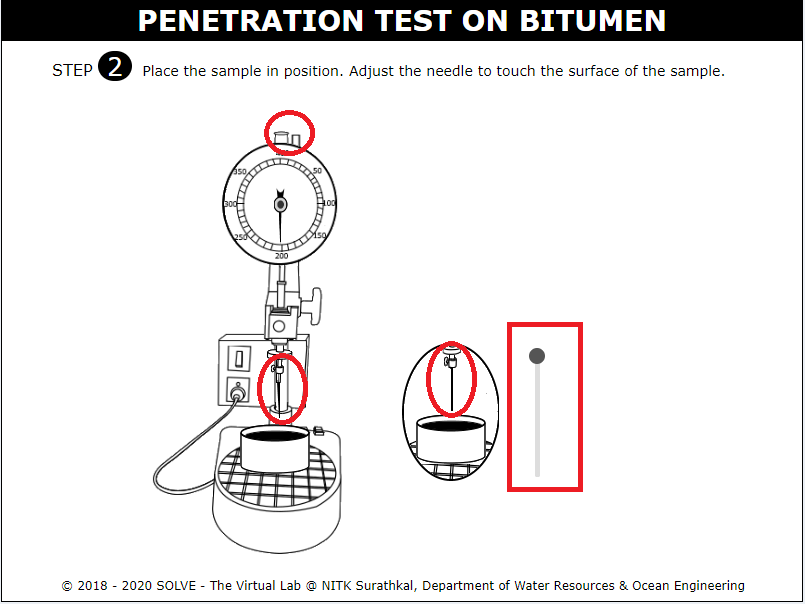 PENETRATION TEST ON BITUMEN
STEP 2 Place the sample in position. Adjust the needle to touch the surface of the sample.
350 50
300 100
250 150
200
© 2018 - 2020 SOLVE - The Virtual Lab @ NITK Surathkal, Department of Water Resources & Ocean Engineering